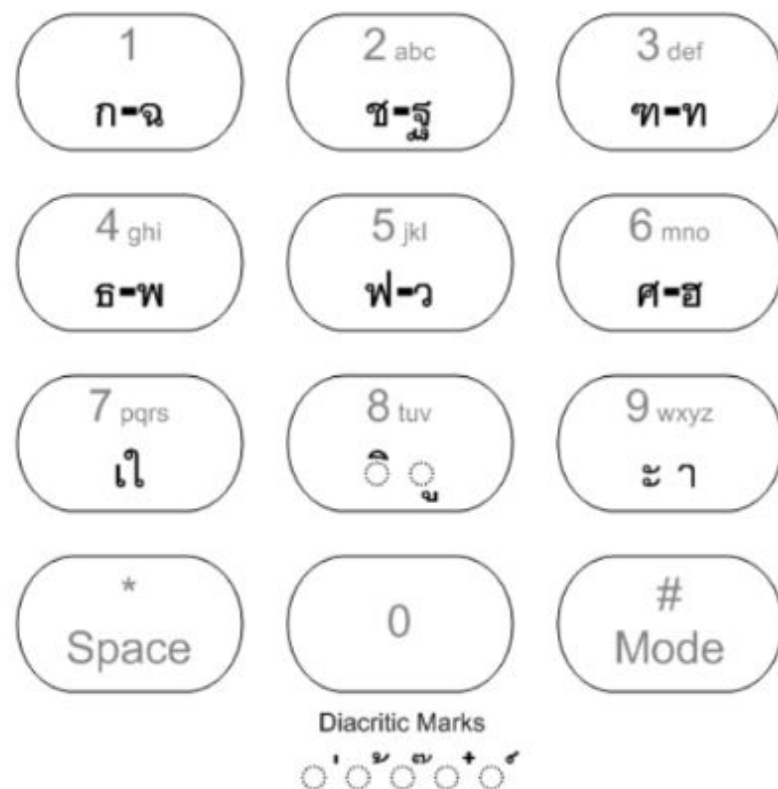 1 2 abc 3 def
ก-ฉ ช-ฐ ฑ-ท
4 ghi 5 jkl 6 mno
ธ-พ ฟ-ว ศ-ฮ
7 pqrs 8 tuv 9 wxyz
เใ ◌ิ ◌ู ะ า
* 0 #
Space Mode
Diacritic Marks
◌่ ◌้ ◌๊ ◌๋ ◌์